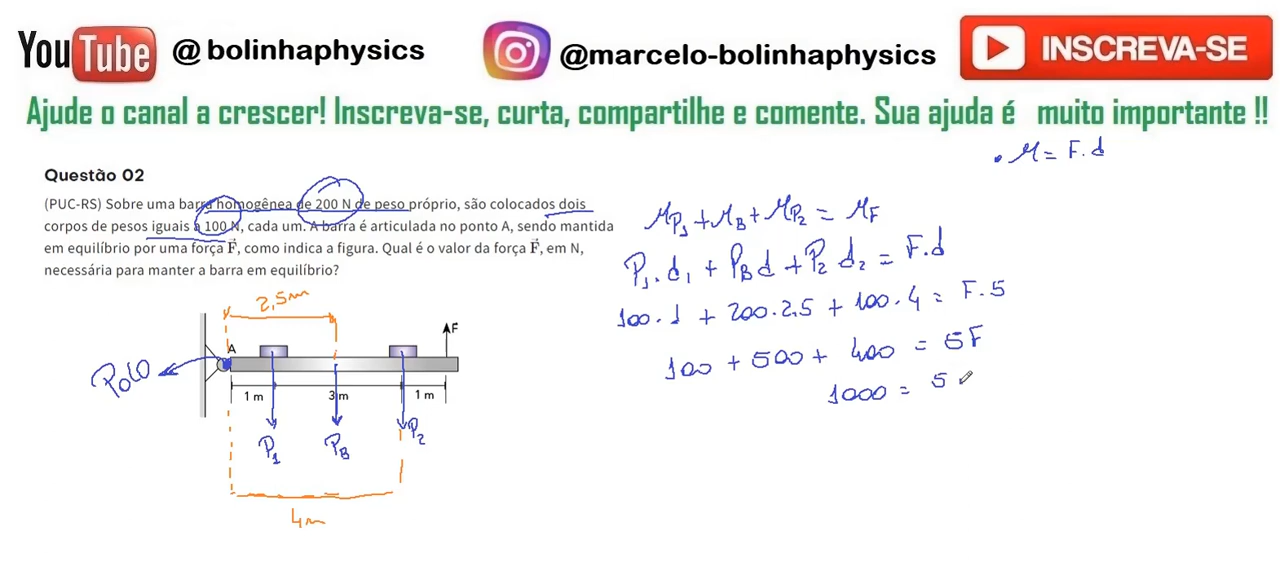 YouTube @ bolinhaphysics @marcelo-bolinhaphysics INSCREVA-SE
Ajude o canal a crescer! Inscreva-se, curta, compartilhe e comente. Sua ajuda é muito importante !!
• M = F.d
Questão 02
(PUC-RS) Sobre uma barra homogênea de 200 N de peso próprio, são colocados dois
corpos de pesos iguais a 100 N, cada um. A barra é articulada no ponto A, sendo mantida
em equilíbrio por uma força F⃗, como indica a figura. Qual é o valor da força F⃗, em N,
necessária para manter a barra em equilíbrio?
MP₁ + MB + MP₂ = MF
P₁.d₁ + PB d + P₂ d₂ = F.d
100.1 + 200.2,5 + 100.4 = F.5
100 + 500 + 400 = 5F
1000 = 5
2,5m
A
F
Polo
1 m
3 m
1 m
P₁
PB
P₂
4m